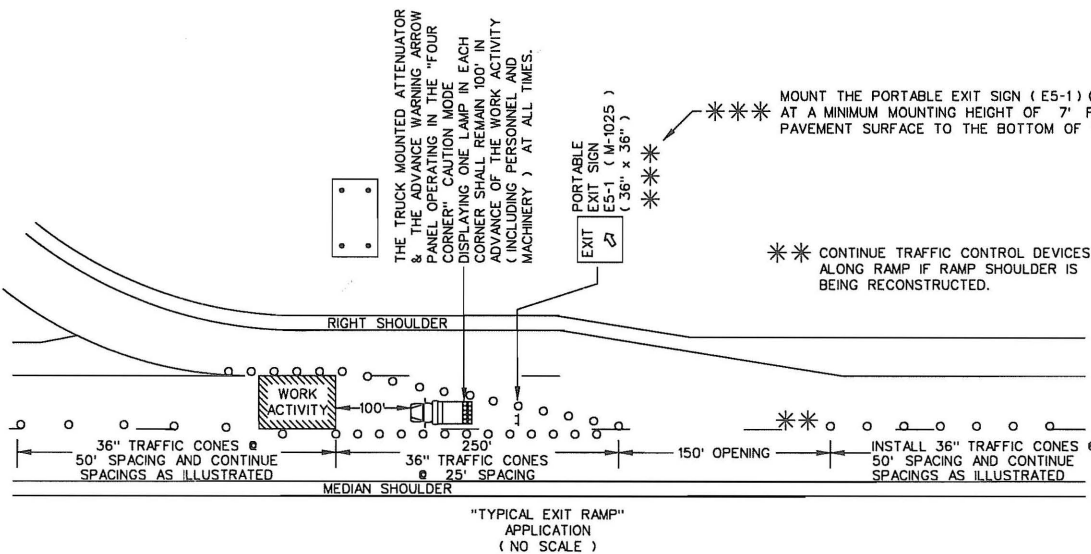 THE TRUCK MOUNTED ATTENUATOR
& THE ADVANCE WARNING ARROW
PANEL OPERATING IN THE "FOUR
CORNER" CAUTION MODE
DISPLAYING ONE LAMP IN EACH
CORNER SHALL REMAIN 100' IN
ADVANCE OF THE WORK ACTIVITY
( INCLUDING PERSONNEL AND
MACHINERY ) AT ALL TIMES.
PORTABLE
EXIT SIGN
E5-1 ( M-1025 )
( 36" x 36" )
***
EXIT
*** MOUNT THE PORTABLE EXIT SIGN ( E5-1 )
AT A MINIMUM MOUNTING HEIGHT OF 7'
PAVEMENT SURFACE TO THE BOTTOM OF
** CONTINUE TRAFFIC CONTROL DEVICES
ALONG RAMP IF RAMP SHOULDER IS
BEING RECONSTRUCTED.
RIGHT SHOULDER
WORK
ACTIVITY
100'
**
36" TRAFFIC CONES @
50' SPACING AND CONTINUE
SPACINGS AS ILLUSTRATED
250'
36" TRAFFIC CONES
@ 25' SPACING
150' OPENING
INSTALL 36" TRAFFIC CONES @
50' SPACING AND CONTINUE
SPACINGS AS ILLUSTRATED
MEDIAN SHOULDER
"TYPICAL EXIT RAMP"
APPLICATION
( NO SCALE )